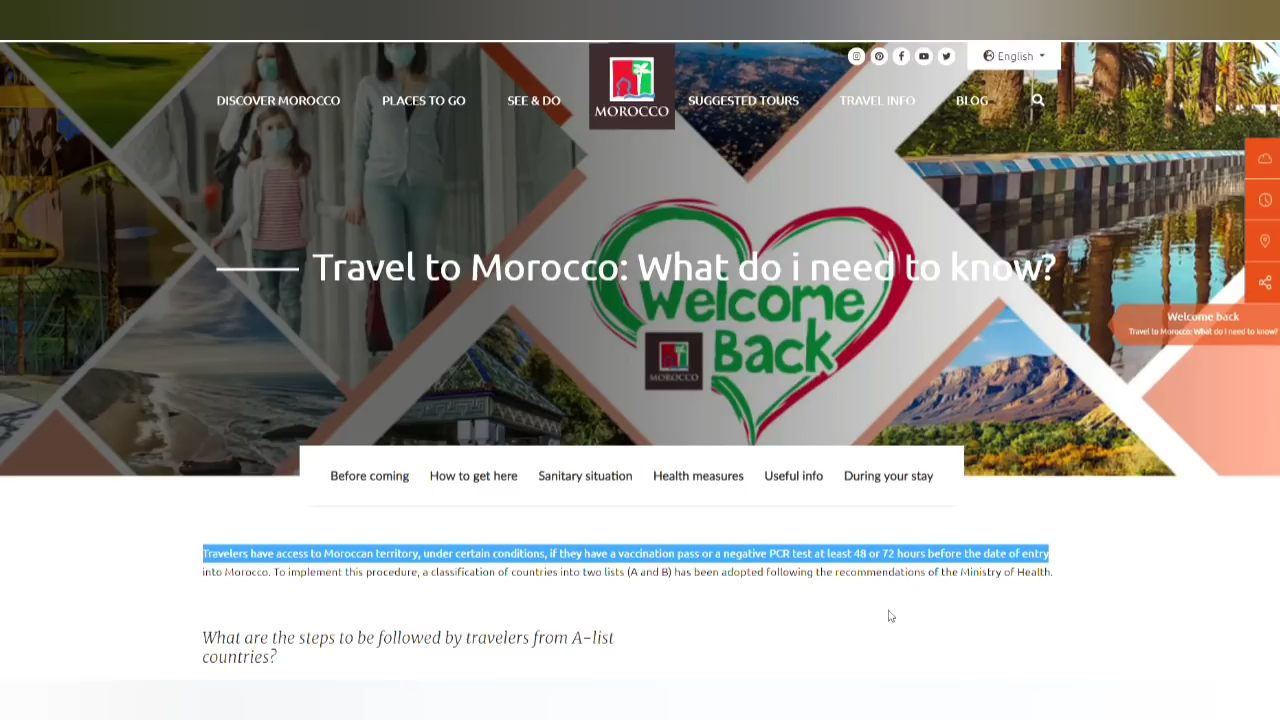 English
DISCOVER MOROCCO PLACES TO GO SEE & DO MOROCCO SUGGESTED TOURS TRAVEL INFO BLOG
Travel to Morocco: What do i need to know?
Welcome
Back
MOROCCO
Welcome back
Travel to Morocco: What do I need to know?
Before coming How to get here Sanitary situation Health measures Useful info During your stay
Travelers have access to Moroccan territory, under certain conditions, if they have a vaccination pass or a negative PCR test at least 48 or 72 hours before the date of entry
into Morocco. To implement this procedure, a classification of countries into two lists (A and B) has been adopted following the recommendations of the Ministry of Health.
What are the steps to be followed by travelers from A-list
countries?